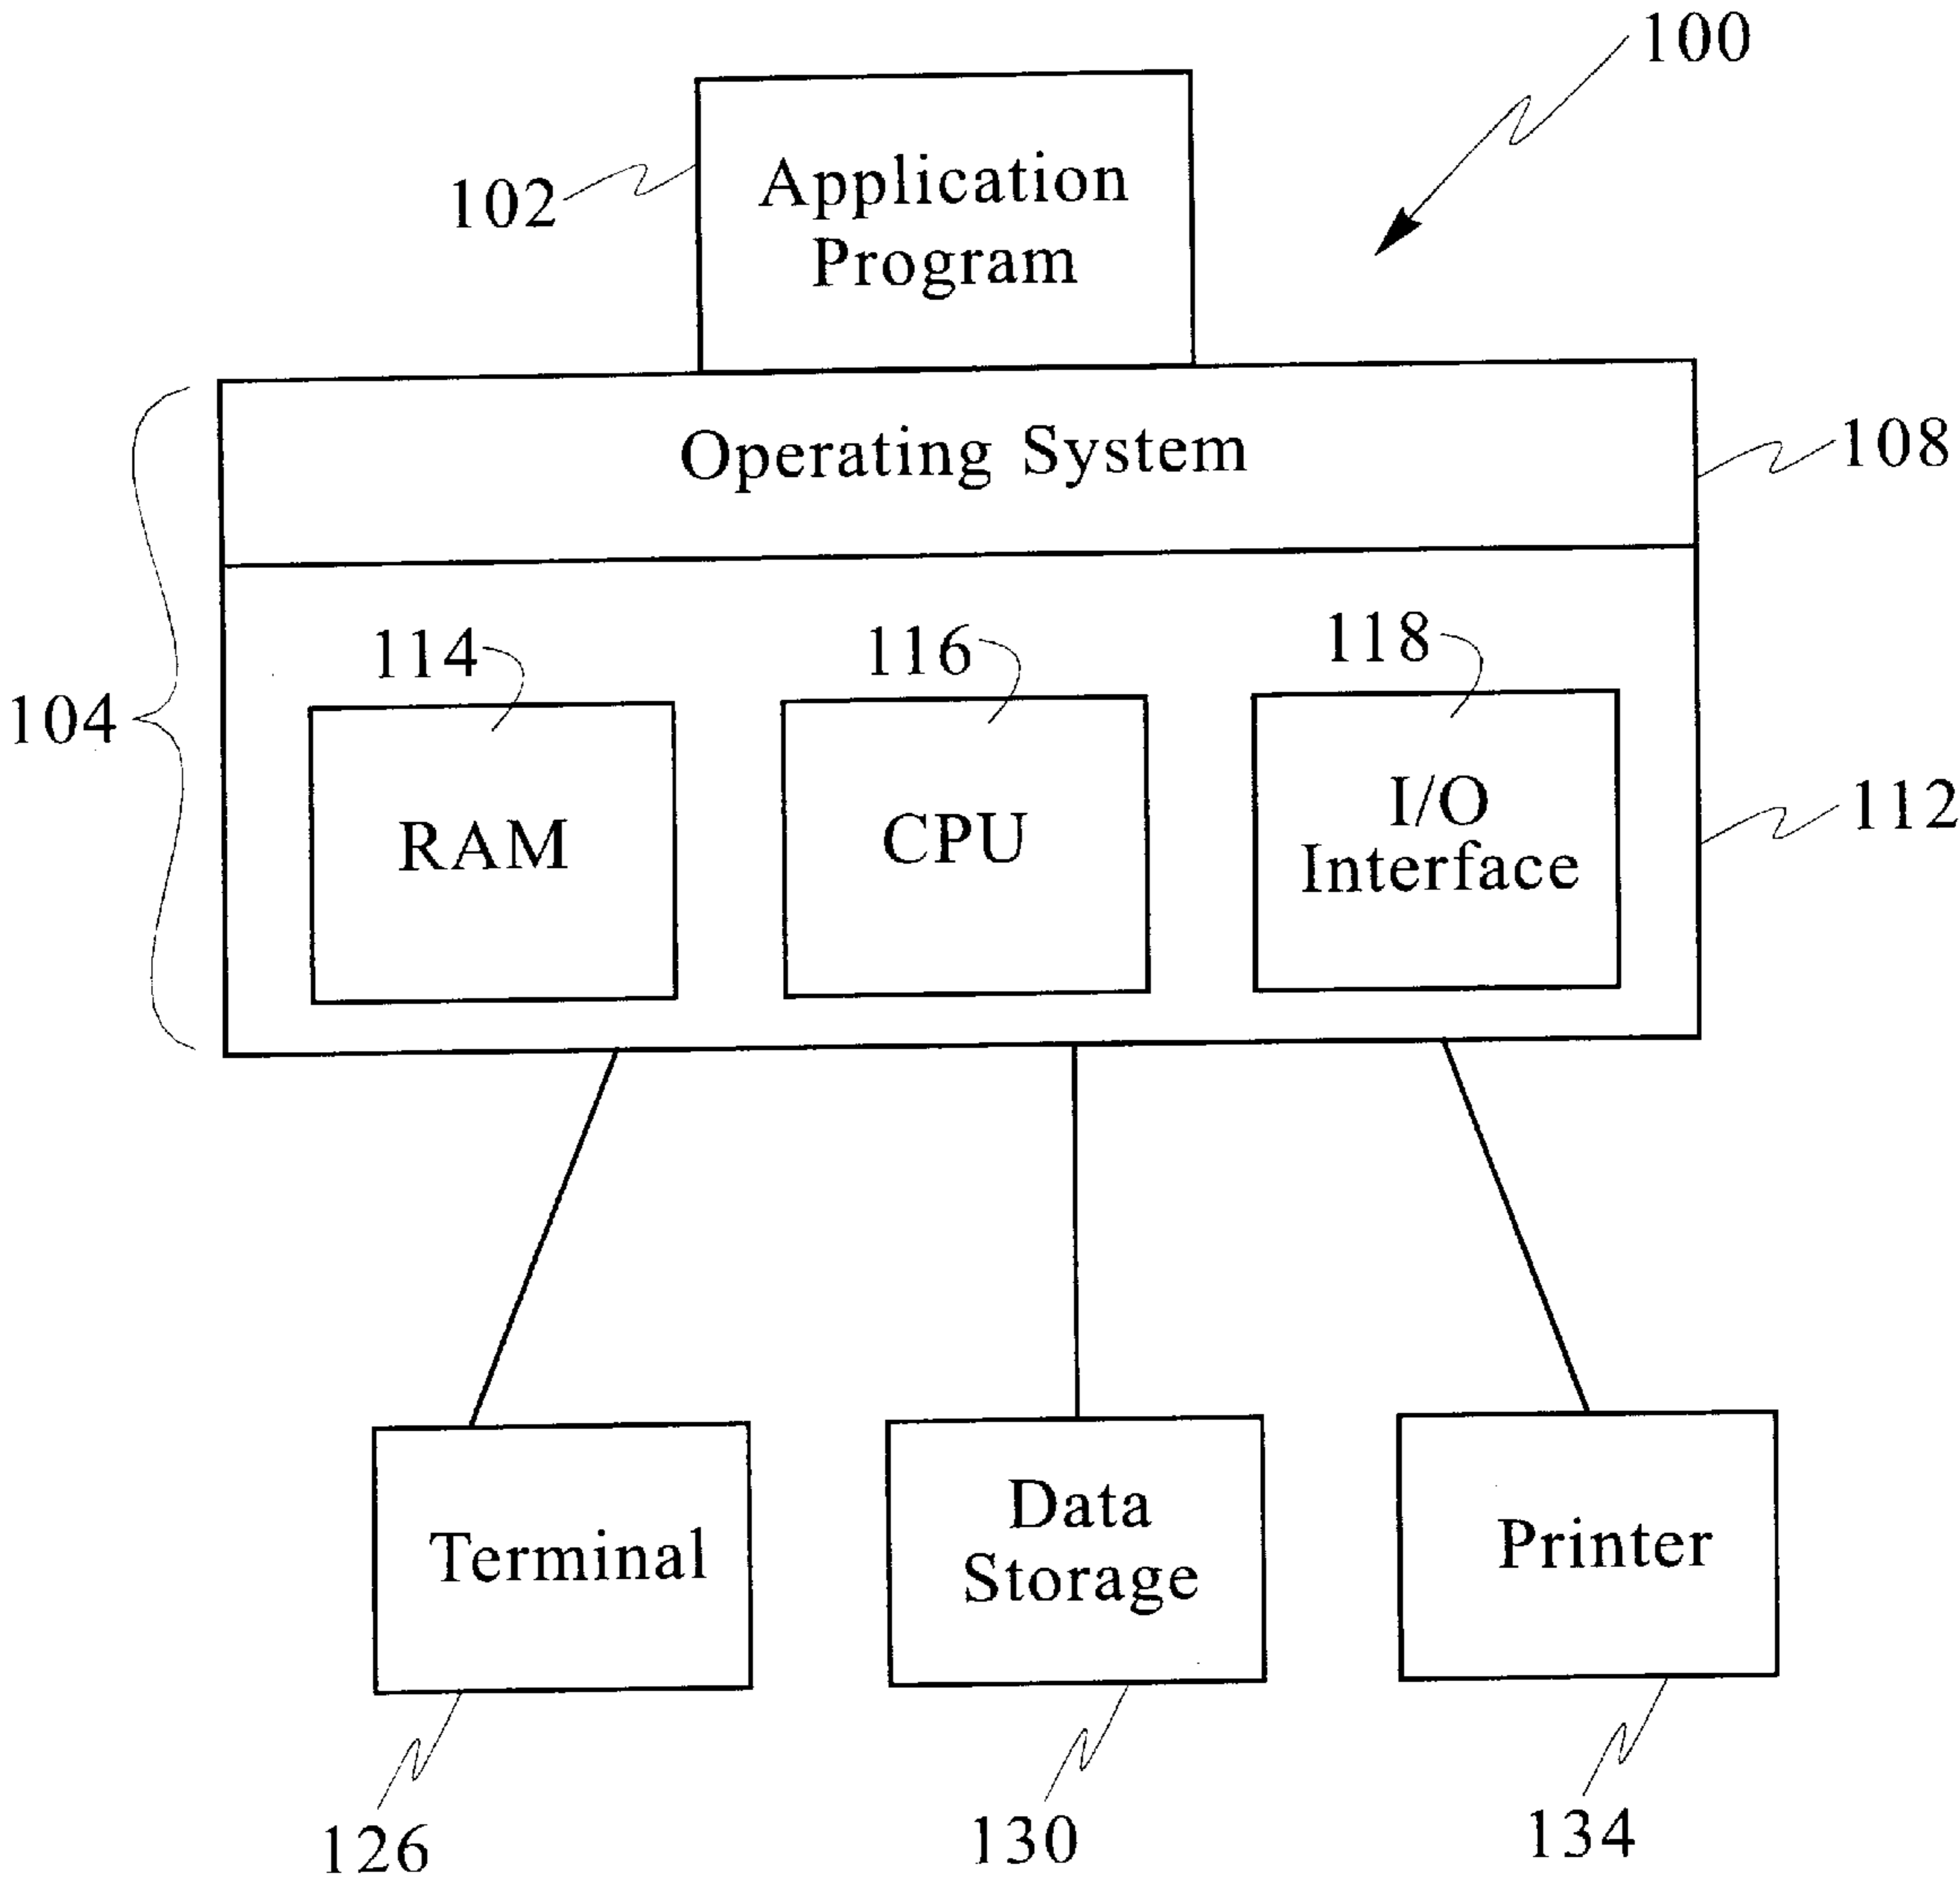 100
102
Application
Program
Operating System
108
104
114
116
118
RAM
CPU
I/O
Interface
112
Terminal
Data
Storage
Printer
126
130
134